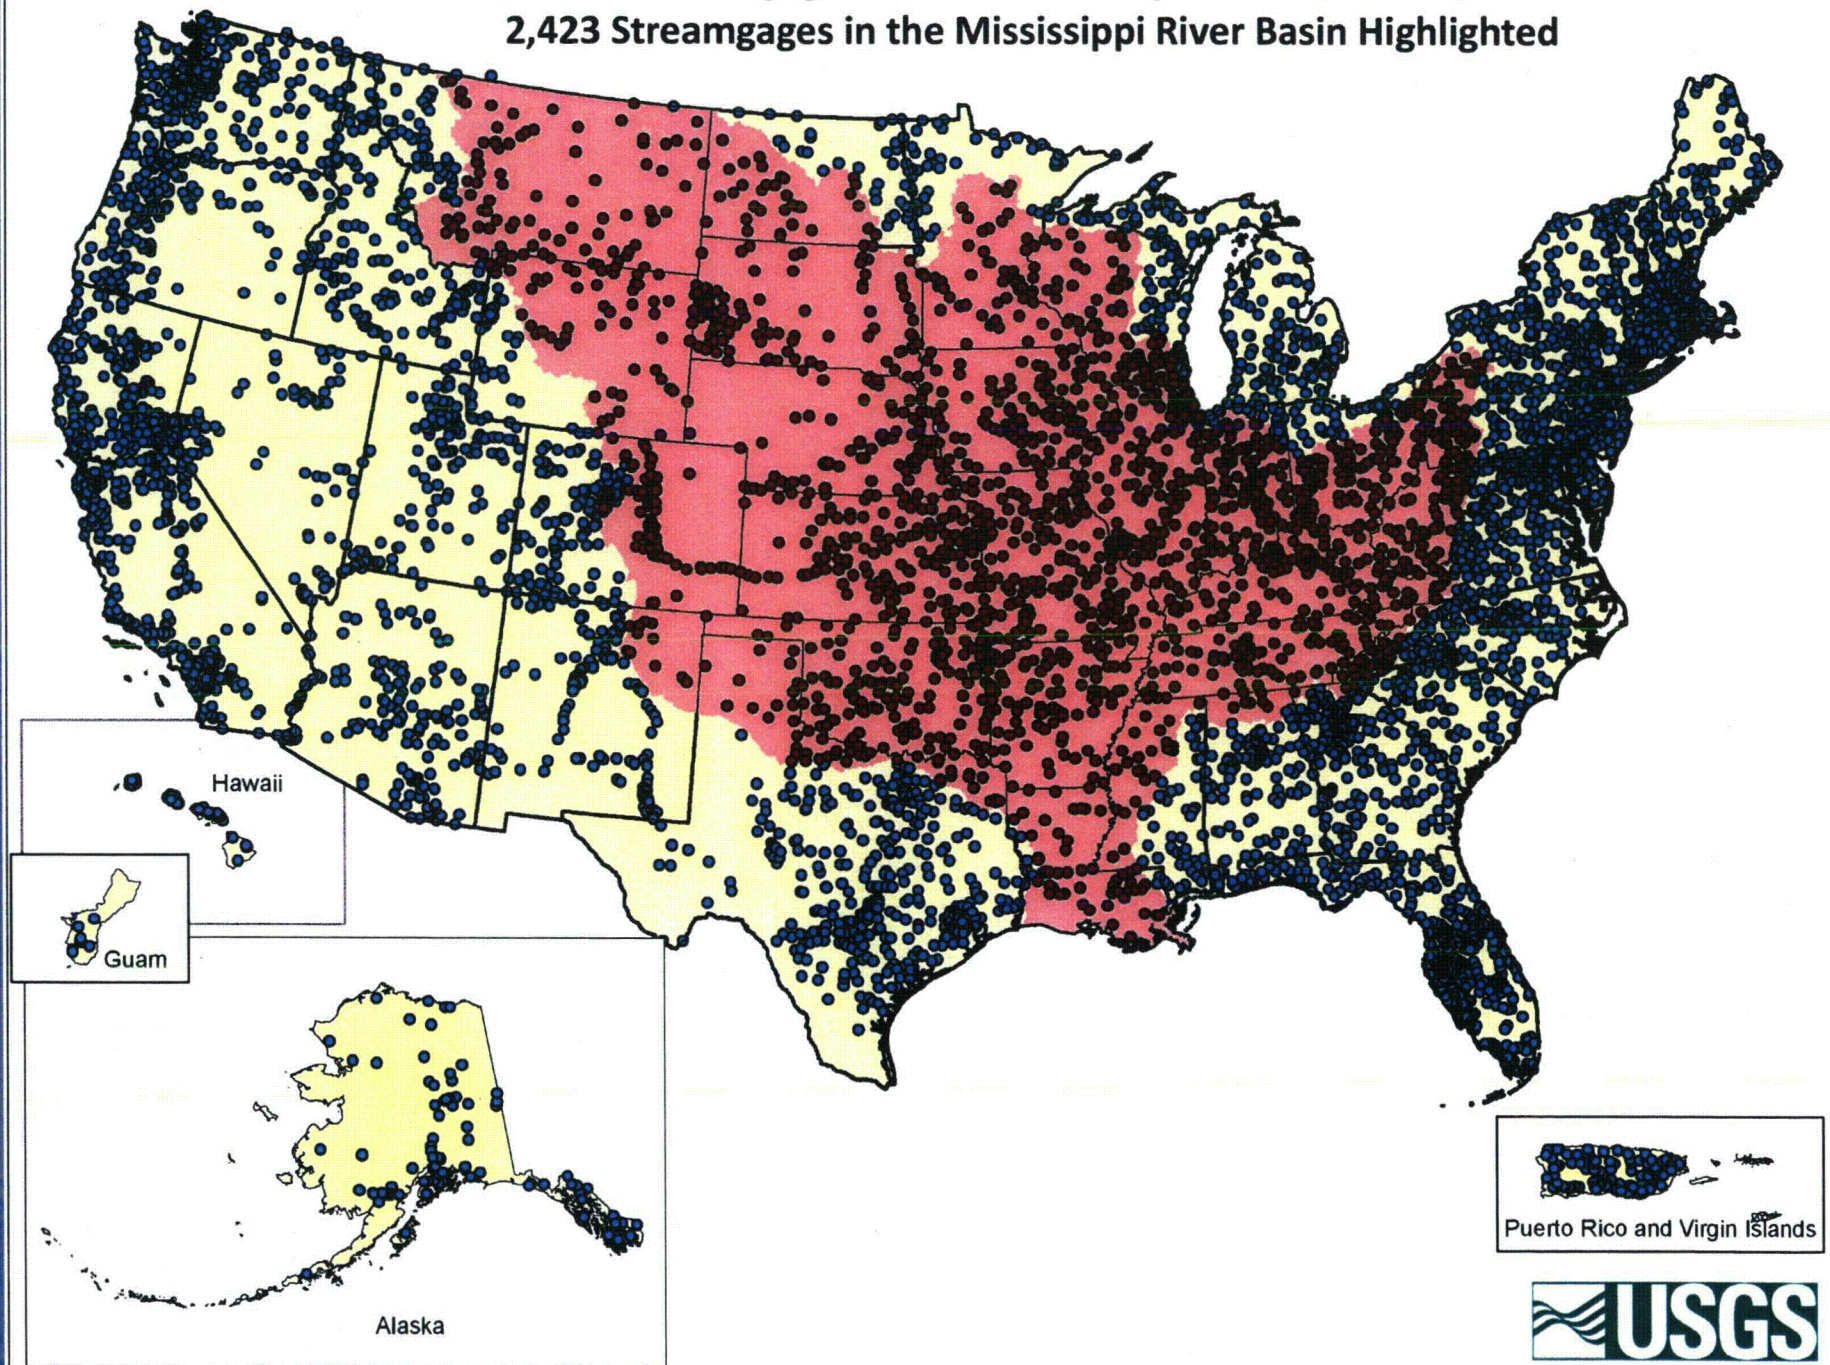 2,423 Streamgages in the Mississippi River Basin Highlighted
Hawaii
Guam
Alaska
Puerto Rico and Virgin Islands
USGS